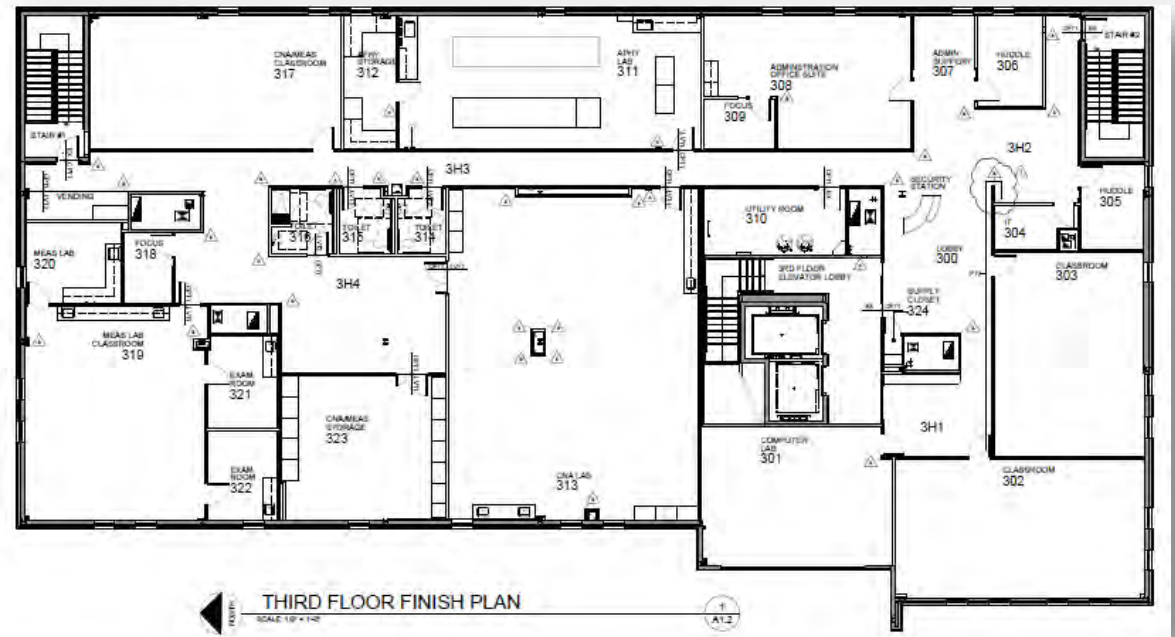 CNA/MEAS
CLASSROOM
317
STORAGE
312
APHY
LAB
311
ADMINSTRATION
OFFICE SUITE
308
FOCUS
309
ADMIN
SUPPORT
307
HUDDLE
306
STAIR #2
STAIR #1
3H3
3H2
VENDING
SECURITY
STATION
HUDDLE
305
TOILET
316
TOILET
315
TOILET
314
UTILITY ROOM
310
IT
304
MEAS LAB
320
FOCUS
318
LOBBY
300
CLASSROOM
303
3H4
3RD FLOOR
ELEVATOR LOBBY
SUPPLY
CLOSET
324
MEAS LAB
CLASSROOM
319
EXAM
ROOM
321
CNA/MEAS
STORAGE
323
3H1
COMPUTER
LAB
301
EXAM
ROOM
322
CNA LAB
313
CLASSROOM
302
NORTH
THIRD FLOOR FINISH PLAN
1
A1.2